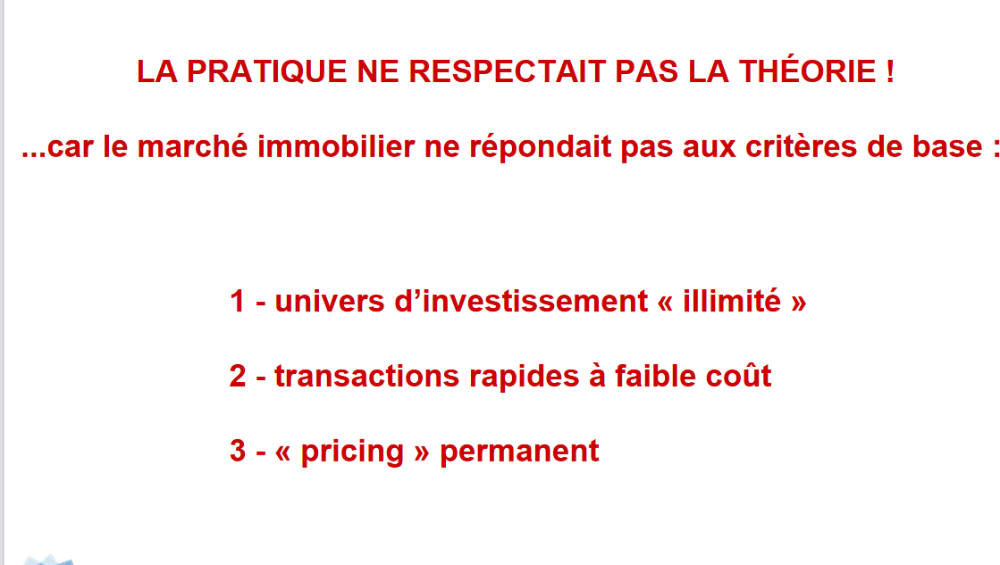 LA PRATIQUE NE RESPECTAIT PAS LA THÉORIE !
...car le marché immobilier ne répondait pas aux critères de base :
1 - univers d’investissement « illimité »
2 - transactions rapides à faible coût
3 - « pricing » permanent